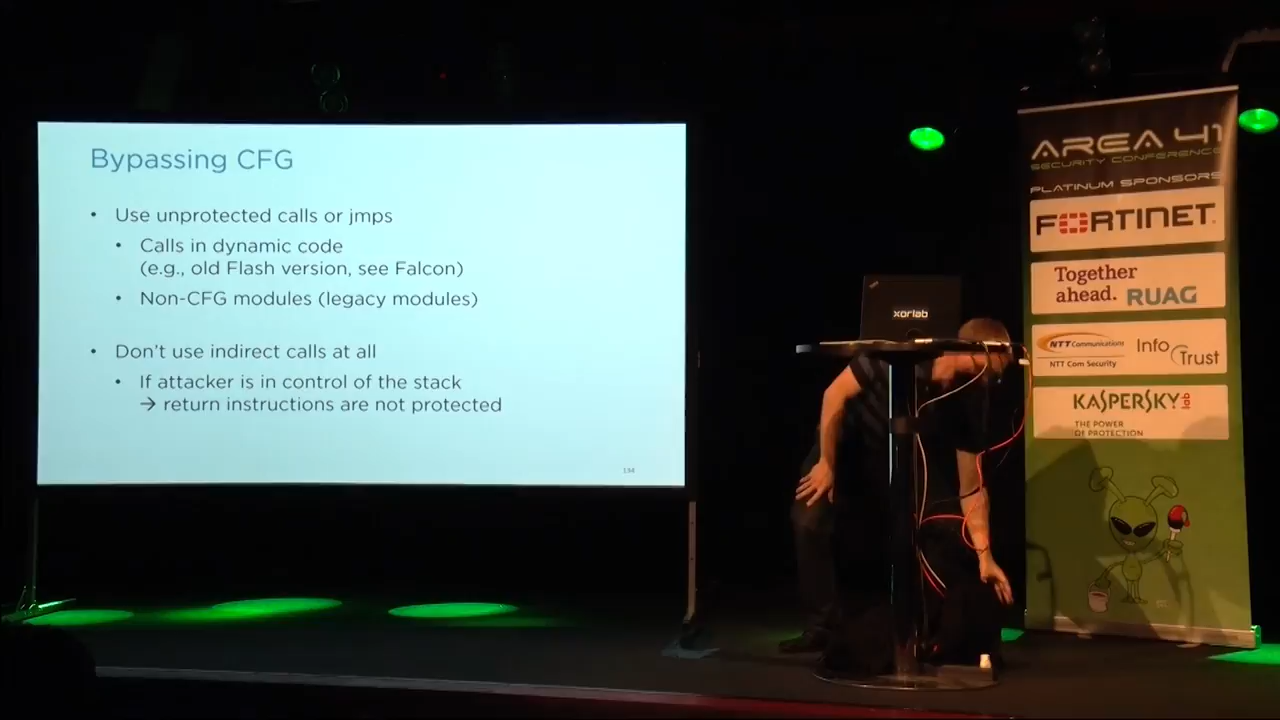 Bypassing CFG
• Use unprotected calls or jmps
• Calls in dynamic code
(e.g., old Flash version, see Falcon)
• Non-CFG modules (legacy modules)
• Don't use indirect calls at all
• If attacker is in control of the stack
→ return instructions are not protected
134
xorlab
AREA 41
SECURITY CONFERENCE
PLATINUM SPONSORS
FORTINET
Together
ahead. RUAG
NTT Communications
NTT Com Security
Info
Trust
KASPERSKY lab
THE POWER
OF PROTECTION